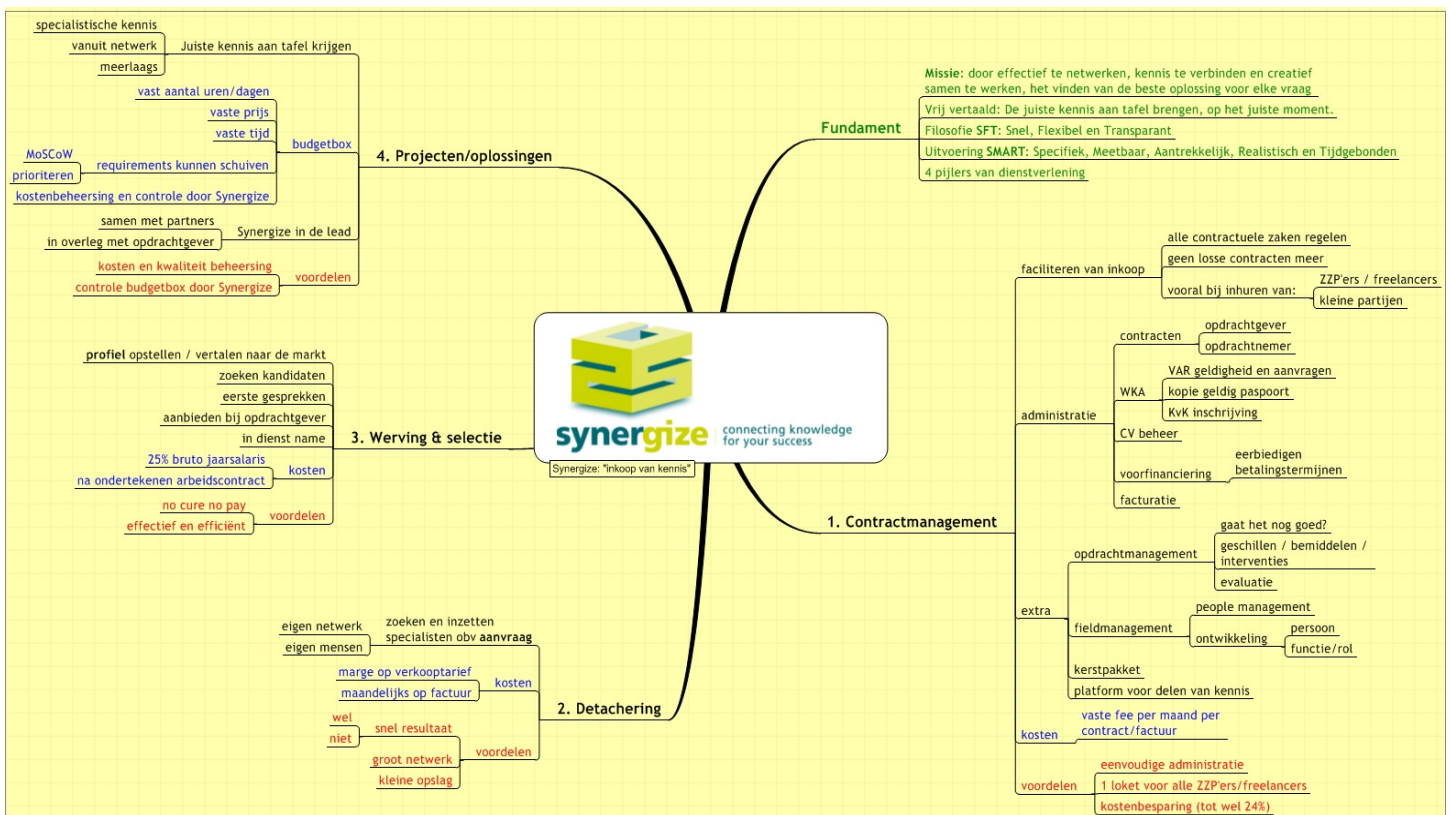 specialistische kennis
vanuit netwerk
meerlaags
Juiste kennis aan tafel krijgen
vast aantal uren/dagen
vaste prijs
vaste tijd
MoSCoW
prioriteren
requirements kunnen schuiven
kostenbeheersing en controle door Synergize
budgetbox
samen met partners
in overleg met opdrachtgever
Synergize in de lead
kosten en kwaliteit beheersing
controle budgetbox door Synergize
voordelen
4. Projecten/oplossingen
Fundament
Missie: door effectief te netwerken, kennis te verbinden en creatief
samen te werken, het vinden van de beste oplossing voor elke vraag
Vrij vertaald: De juiste kennis aan tafel brengen, op het juiste moment.
Filosofie SFT: Snel, Flexibel en Transparant
Uitvoering SMART: Specifiek, Meetbaar, Aantrekkelijk, Realistisch en Tijdgebonden
4 pijlers van dienstverlening
profiel opstellen / vertalen naar de markt
zoeken kandidaten
eerste gesprekken
aanbieden bij opdrachtgever
in dienst name
25% bruto jaarsalaris
na ondertekenen arbeidscontract
kosten
no cure no pay
effectief en efficiënt
voordelen
3. Werving & selectie
synergize
connecting knowledge
for your success
Synergize: "inkoop van kennis"
1. Contractmanagement
faciliteren van inkoop
alle contractuele zaken regelen
geen losse contracten meer
vooral bij inhuren van:
ZZP'ers / freelancers
kleine partijen
administratie
contracten
opdrachtgever
opdrachtnemer
WKA
VAR geldigheid en aanvragen
kopie geldig paspoort
KvK inschrijving
CV beheer
voorfinanciering
eerbiedigen
betalingstermijnen
facturatie
extra
opdrachtmanagement
gaat het nog goed?
geschillen / bemiddelen /
interventies
evaluatie
fieldmanagement
people management
ontwikkeling
persoon
functie/rol
kerstpakket
platform voor delen van kennis
kosten
vaste fee per maand per
contract/factuur
voordelen
eenvoudige administratie
1 loket voor alle ZZP'ers/freelancers
kostenbesparing (tot wel 24%)
2. Detachering
eigen netwerk
eigen mensen
zoeken en inzetten
specialisten obv aanvraag
marge op verkooptarief
maandelijks op factuur
kosten
wel
niet
snel resultaat
groot netwerk
kleine opslag
voordelen